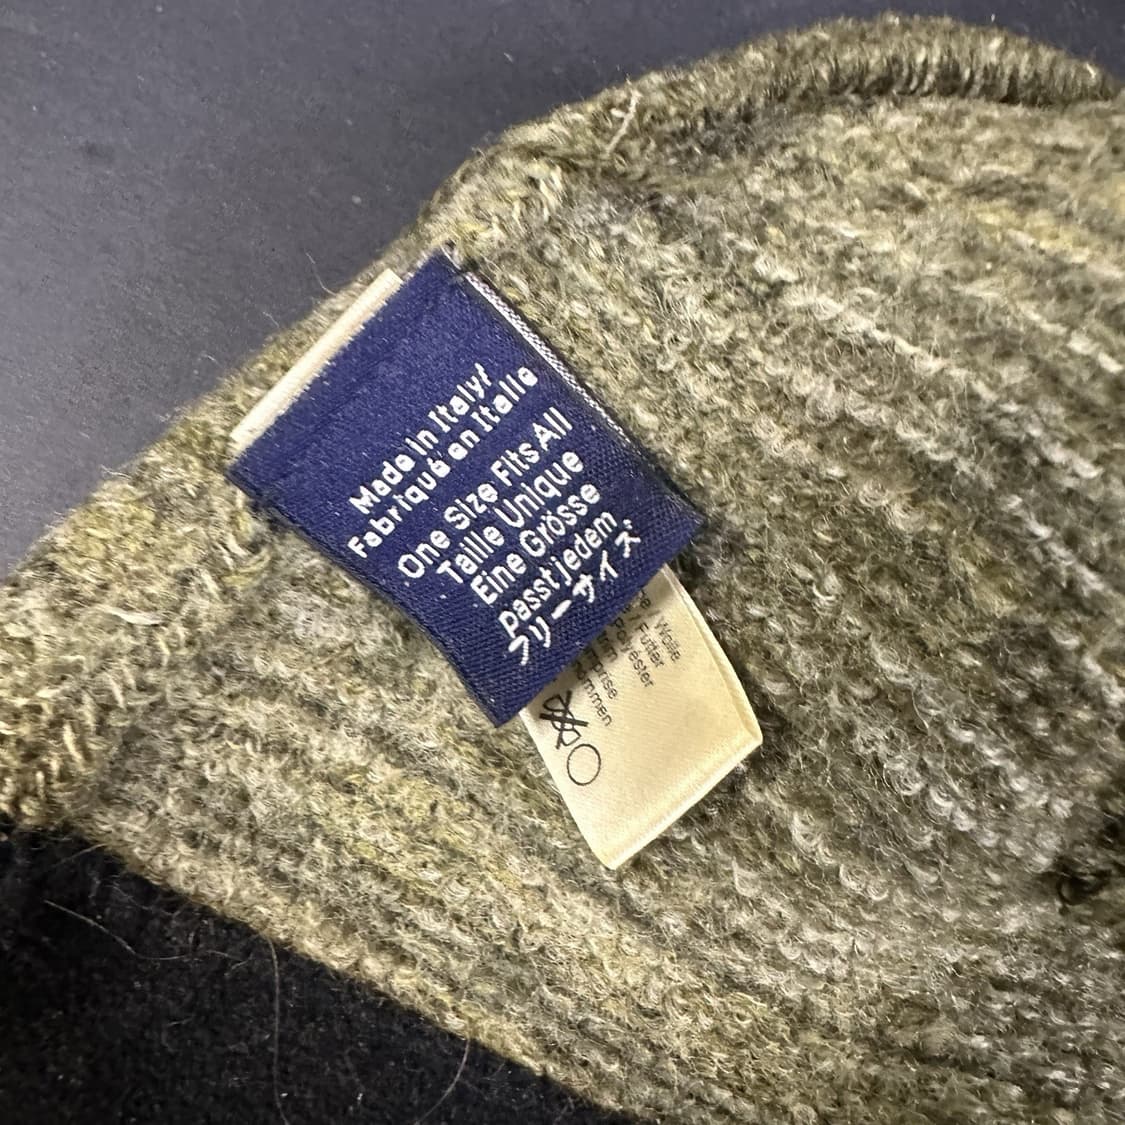 Made in Italy/
Fabriqué en Italie
One Size Fits All
Taille Unique
Eine Grösse
passt jedem
フリーサイズ
Wolle
/ Futter
Polyéster